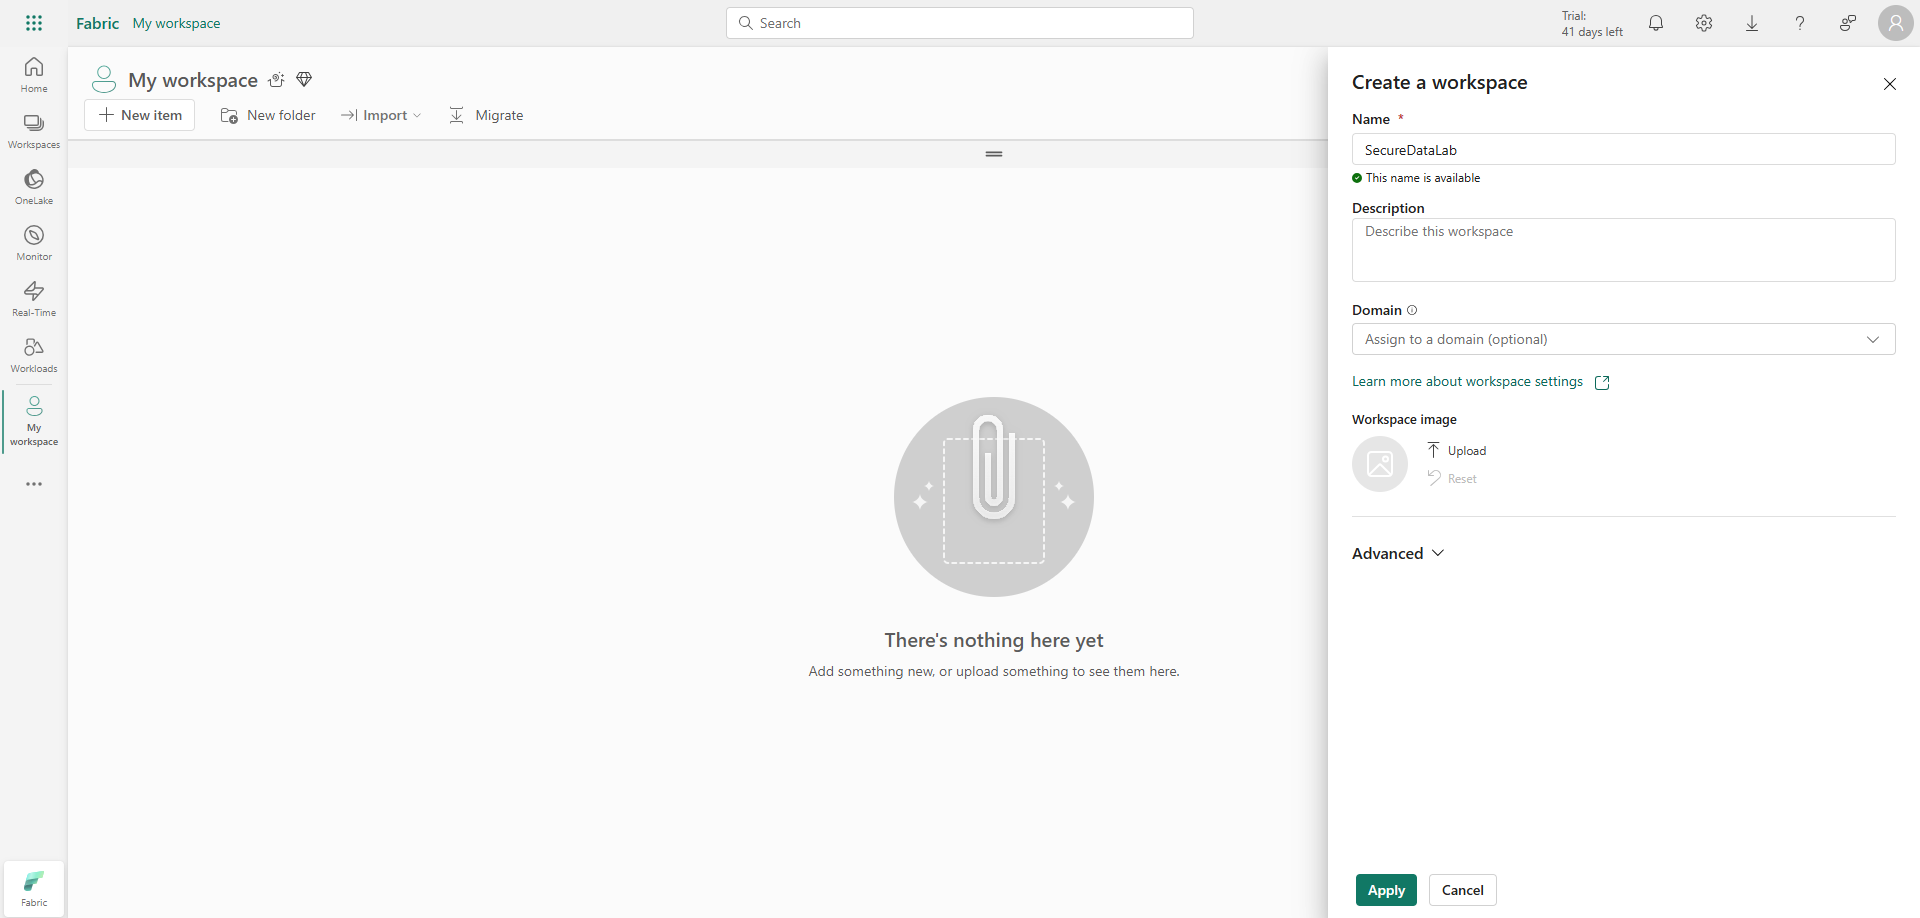 Fabric
My workspace
Search
Trial:
41 days left
Home
Workspaces
OneLake
Monitor
Real-Time
Workloads
My
workspace
Fabric
My workspace
New item
New folder
Import
Migrate
There's nothing here yet
Add something new, or upload something to see them here.
Create a workspace
Name *
SecureDataLab
This name is available
Description
Describe this workspace
Domain
Assign to a domain (optional)
Learn more about workspace settings
Workspace image
Upload
Reset
Advanced
Apply
Cancel